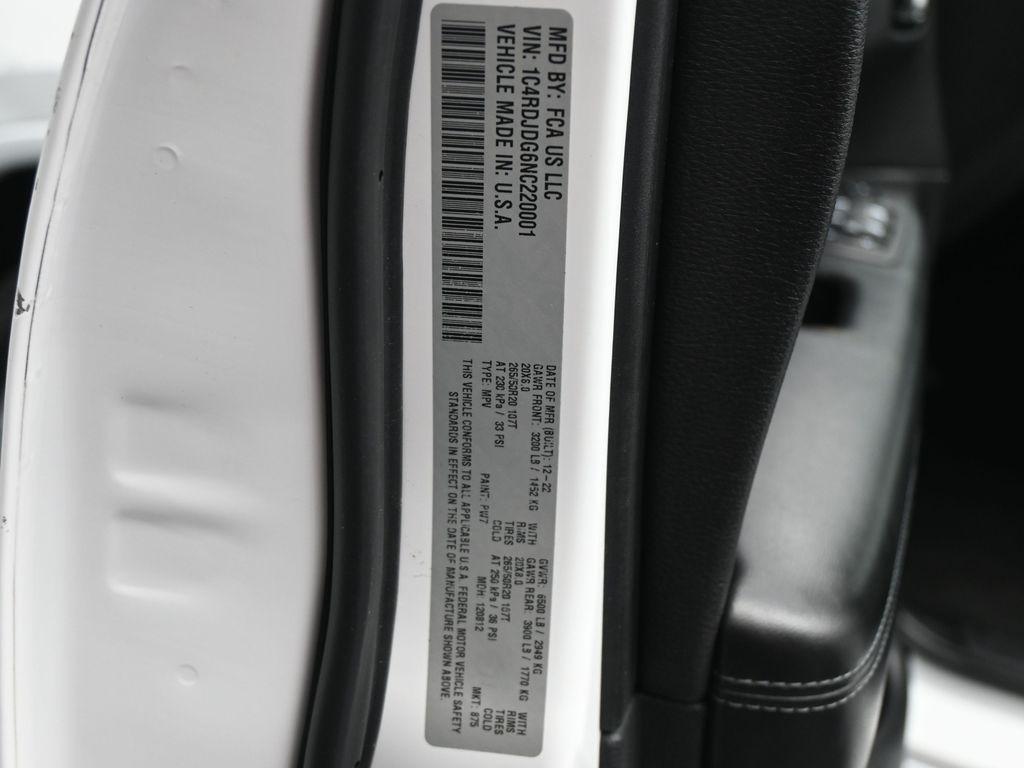 MFD BY: FCA US LLC
VIN: 1C4RDJDG6NC220001
VEHICLE MADE IN: U.S.A.
DATE OF MFR (BUILT): 12-22 GVWR: 6500 LB / 2949 KG
GAWR FRONT: 3200 LB / 1452 KG WITH GAWR REAR: 3900 LB / 1770 KG WITH
20X8.0 RIMS 20X8.0 RIMS
265/50R20 107T TIRES 265/50R20 107T TIRES
AT 230 kPa / 33 PSI COLD AT 250 kPa / 36 PSI COLD
TYPE: MPV PAINT: PW7 MDH: 120812 MKT: 875
THIS VEHICLE CONFORMS TO ALL APPLICABLE U.S.A. FEDERAL MOTOR VEHICLE SAFETY
STANDARDS IN EFFECT ON THE DATE OF MANUFACTURE SHOWN ABOVE.